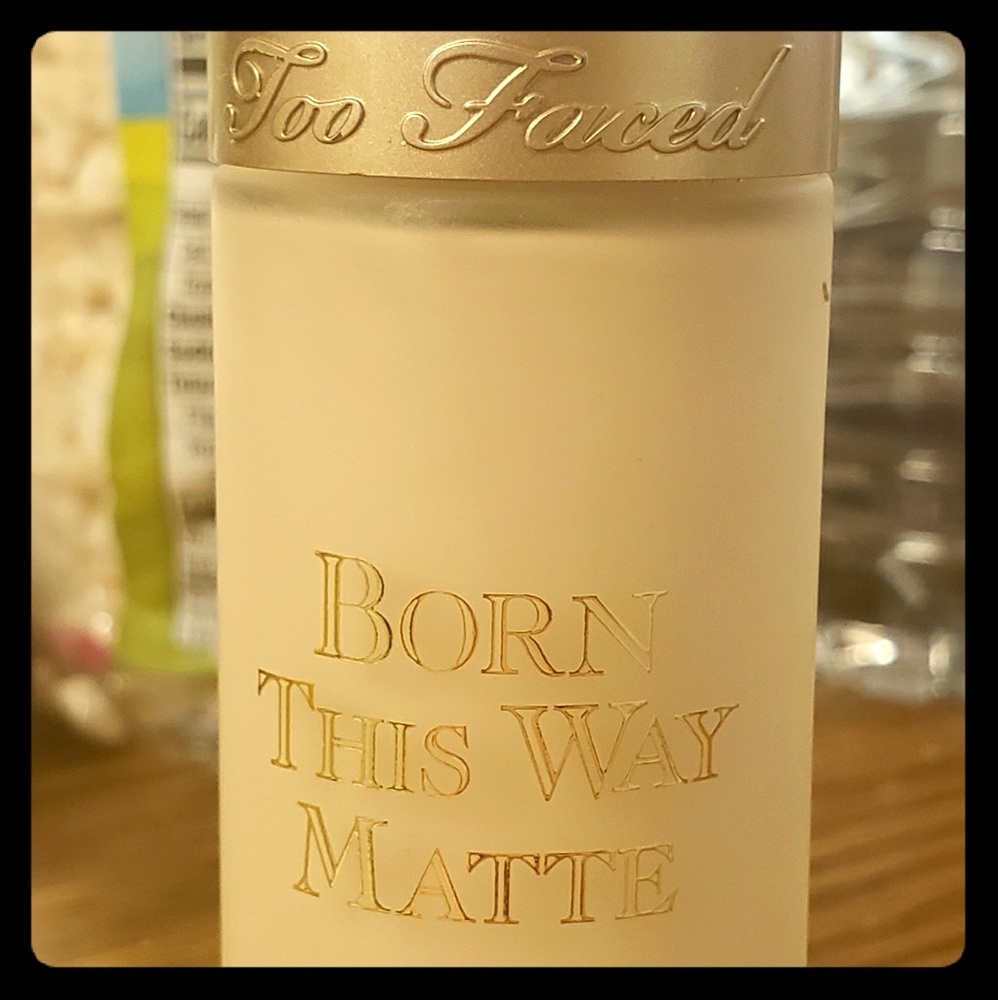 Too Faced
BORN
THIS WAY
MATTE